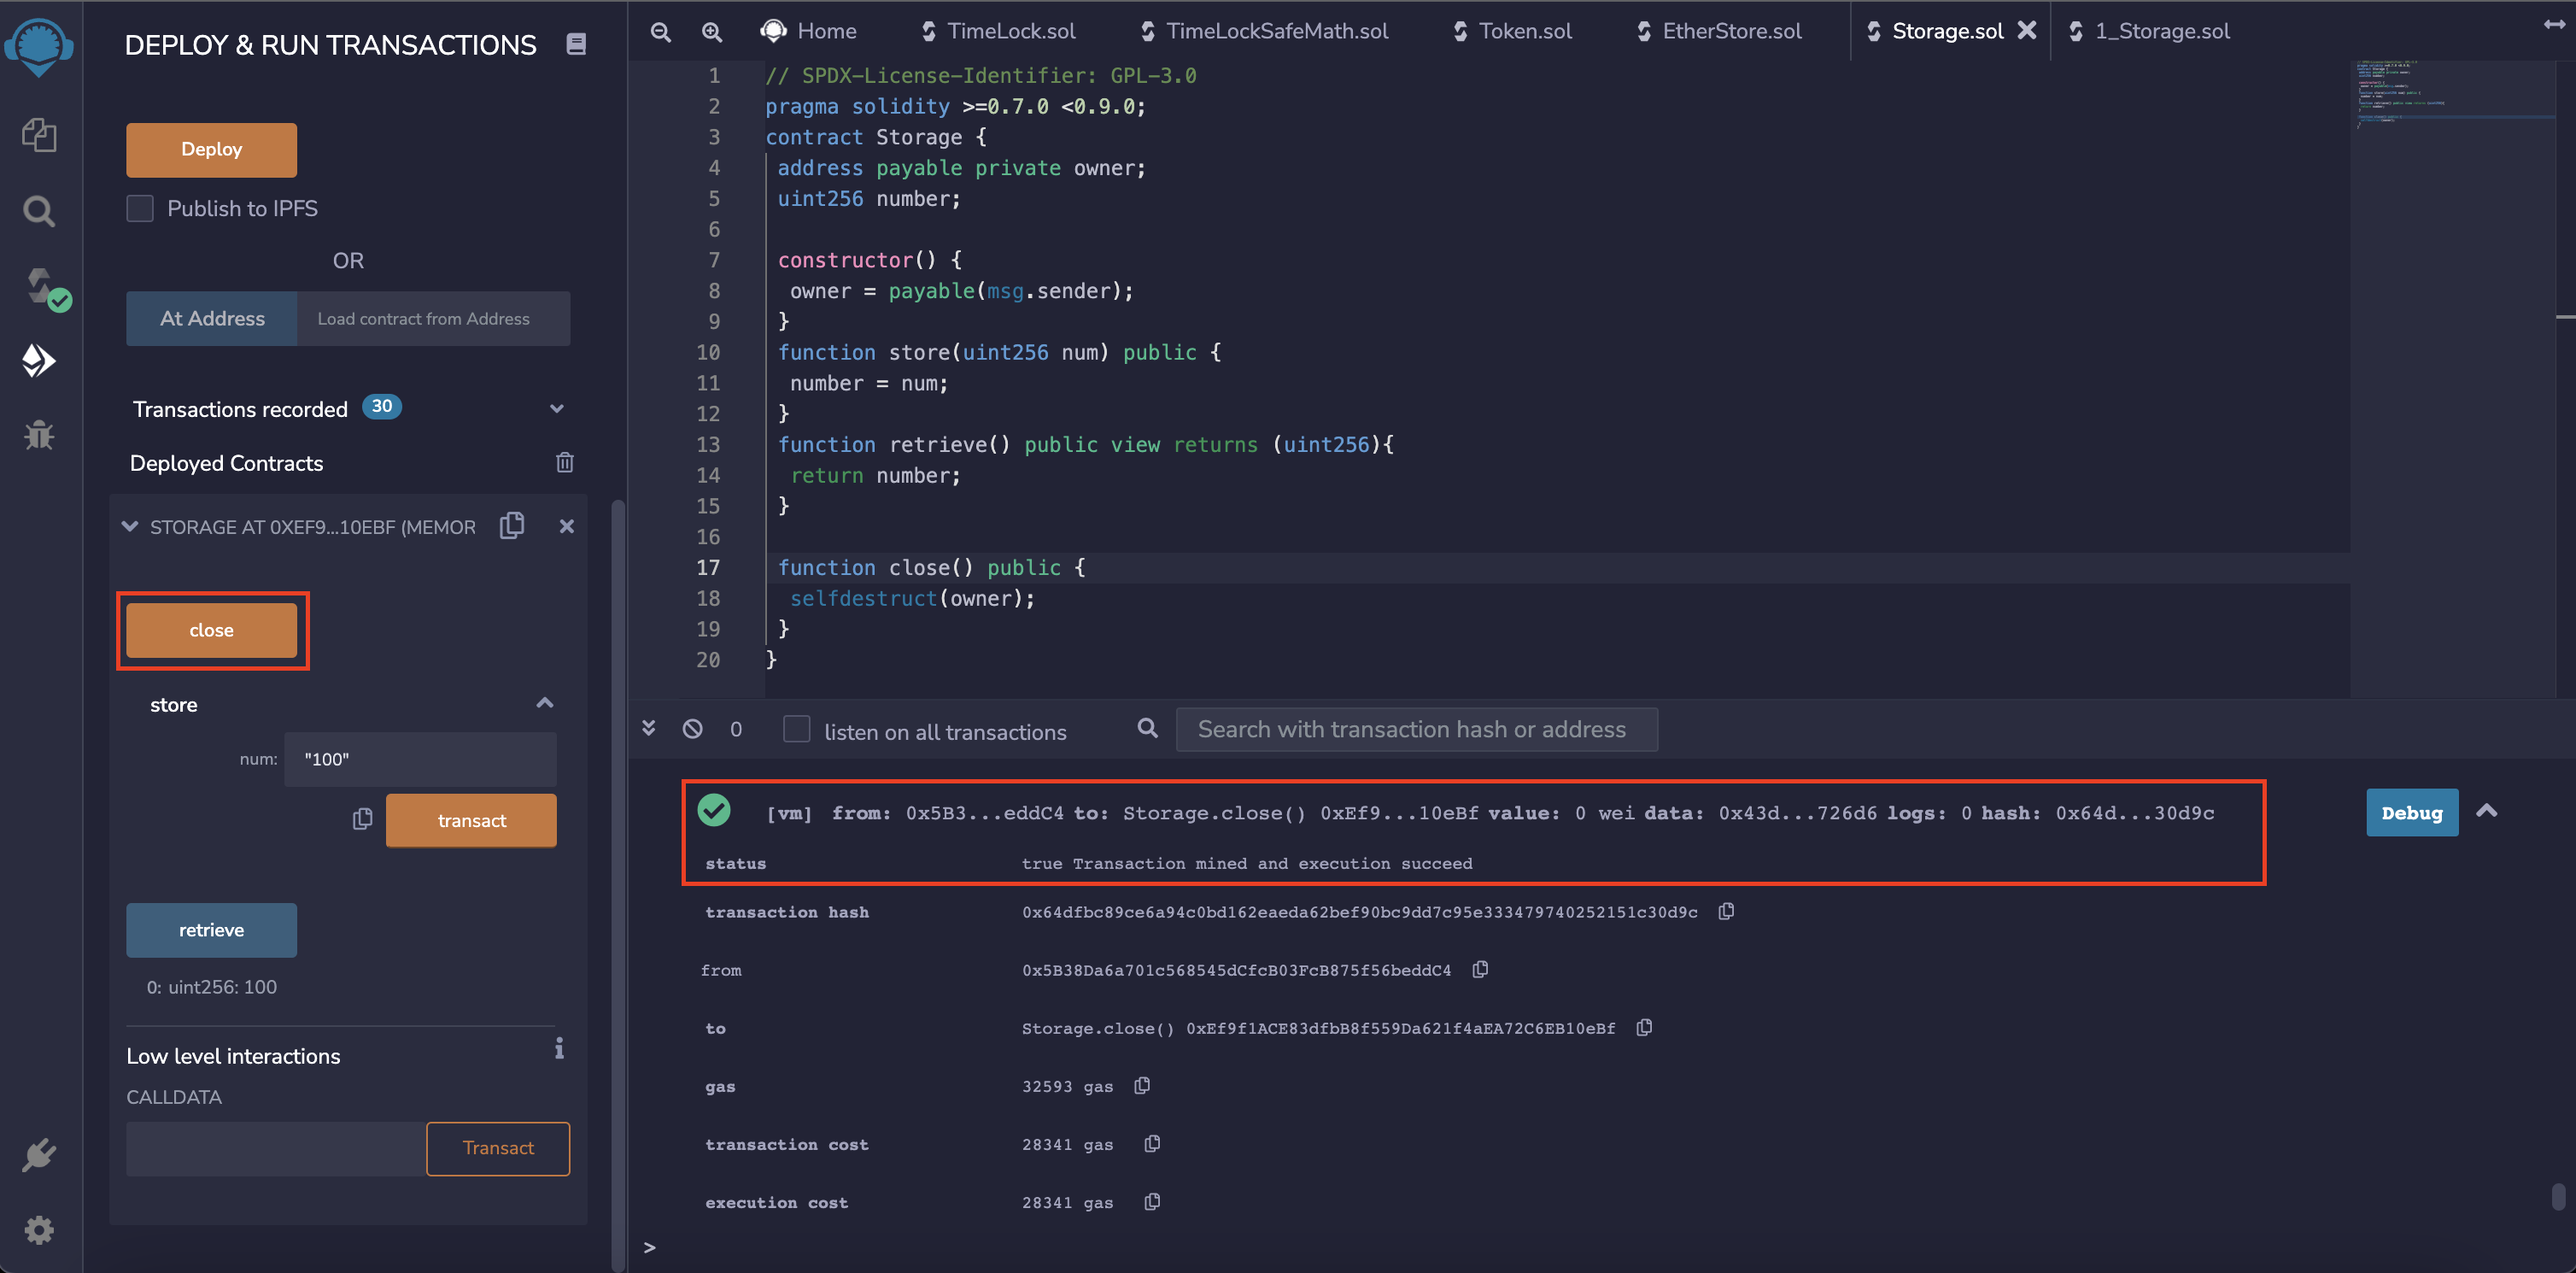 DEPLOY & RUN TRANSACTIONS
Deploy
Publish to IPFS
OR
At Address
Load contract from Address
Transactions recorded 30
Deployed Contracts
STORAGE AT 0XEF9...10EBF (MEMOR
close
store
num: "100"
transact
retrieve
0: uint256: 100
Low level interactions
CALLDATA
Transact
Home TimeLock.sol TimeLockSafeMath.sol Token.sol EtherStore.sol Storage.sol 1_Storage.sol
1 // SPDX-License-Identifier: GPL-3.0
2 pragma solidity >=0.7.0 <0.9.0;
3 contract Storage {
4 address payable private owner;
5 uint256 number;
6
7 constructor() {
8 owner = payable(msg.sender);
9 }
10 function store(uint256 num) public {
11 number = num;
12 }
13 function retrieve() public view returns (uint256){
14 return number;
15 }
16
17 function close() public {
18 selfdestruct(owner);
19 }
20 }
0 listen on all transactions Search with transaction hash or address
[vm] from: 0x5B3...eddC4 to: Storage.close() 0xEf9...10eBf value: 0 wei data: 0x43d...726d6 logs: 0 hash: 0x64d...30d9c
Debug
status true Transaction mined and execution succeed
transaction hash 0x64dfbc89ce6a94c0bd162eaeda62bef90bc9dd7c95e333479740252151c30d9c
from 0x5B38Da6a701c568545dCfcB03FcB875f56beddC4
to Storage.close() 0xEf9f1ACE83dfbB8f559Da621f4aEA72C6EB10eBf
gas 32593 gas
transaction cost 28341 gas
execution cost 28341 gas
>